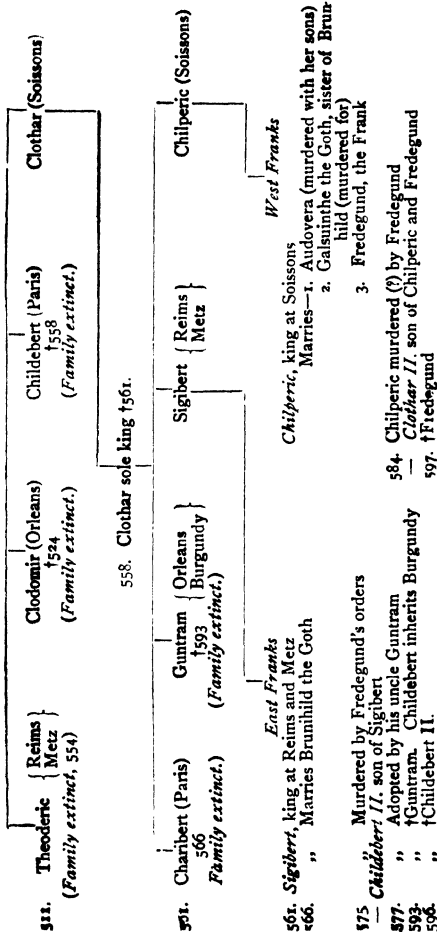 511. Theoderic { Reims Metz } Clodomir (Orleans) Childebert (Paris) Clothar (Soissons)
(Family extinct, 554) †524 †558
(Family extinct.) (Family extinct.)
558. Clothar sole king †561.
561. Charibert (Paris) Guntram { Orleans Burgundy } Sigibert { Reims Metz } Chilperic (Soissons)
566 †593
Family extinct.) (Family extinct.)
East Franks
561. Sigibert, king at Reims and Metz
566. „ Marries Brunihild the Goth
575 „ Murdered by Fredegund's orders
— Childebert II. son of Sigibert
577. „ Adopted by his uncle Guntram
593. „ †Guntram. Childebert inherits Burgundy
596. „ †Childebert II.
West Franks
Chilperic, king at Soissons
Marries—1. Audovera (murdered with her sons)
2. Galsuinthe the Goth, sister of Brun-
hild (murdered for)
3. Fredegund, the Frank
584. Chilperic murdered (?) by Fredegund
— Clothar II. son of Chilperic and Fredegund
597. †Fredegund